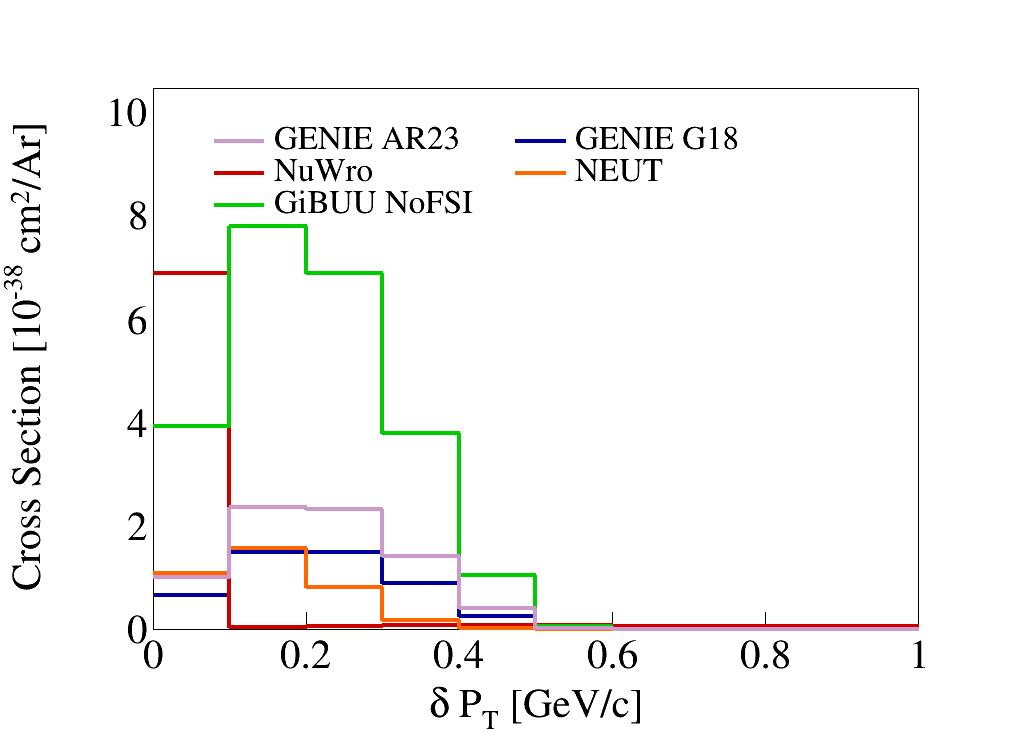 10
8
6
4
2
0
Cross Section [10⁻³⁸ cm²/Ar]
GENIE AR23
GENIE G18
NuWro
NEUT
GiBUU NoFSI
0 0.2 0.4 0.6 0.8 1
δ P_T [GeV/c]